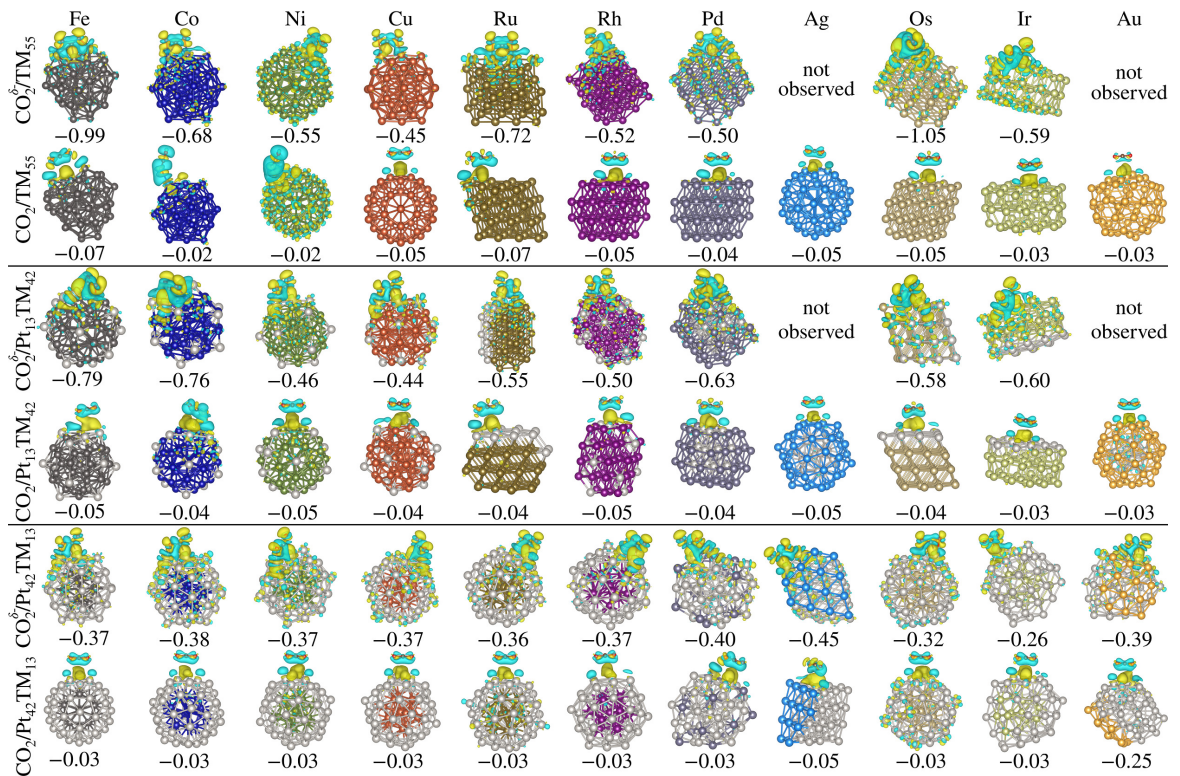 Fe Co Ni Cu Ru Rh Pd Ag Os Ir Au
CO₂^δ⁻/TM₅₅
not observed
not observed
−0.99 −0.68 −0.55 −0.45 −0.72 −0.52 −0.50 −1.05 −0.59
CO₂/TM₅₅
−0.07 −0.02 −0.02 −0.05 −0.07 −0.05 −0.04 −0.05 −0.05 −0.03 −0.03
CO₂^δ⁻/Pt₁₃TM₄₂
not observed
not observed
−0.79 −0.76 −0.46 −0.44 −0.55 −0.50 −0.63 −0.58 −0.60
CO₂/Pt₁₃TM₄₂
−0.05 −0.04 −0.05 −0.04 −0.04 −0.05 −0.04 −0.05 −0.04 −0.03 −0.03
CO₂^δ⁻/Pt₄₂TM₁₃
−0.37 −0.38 −0.37 −0.37 −0.36 −0.37 −0.40 −0.45 −0.32 −0.26 −0.39
CO₂/Pt₄₂TM₁₃
−0.03 −0.03 −0.03 −0.03 −0.03 −0.03 −0.03 −0.05 −0.03 −0.03 −0.25